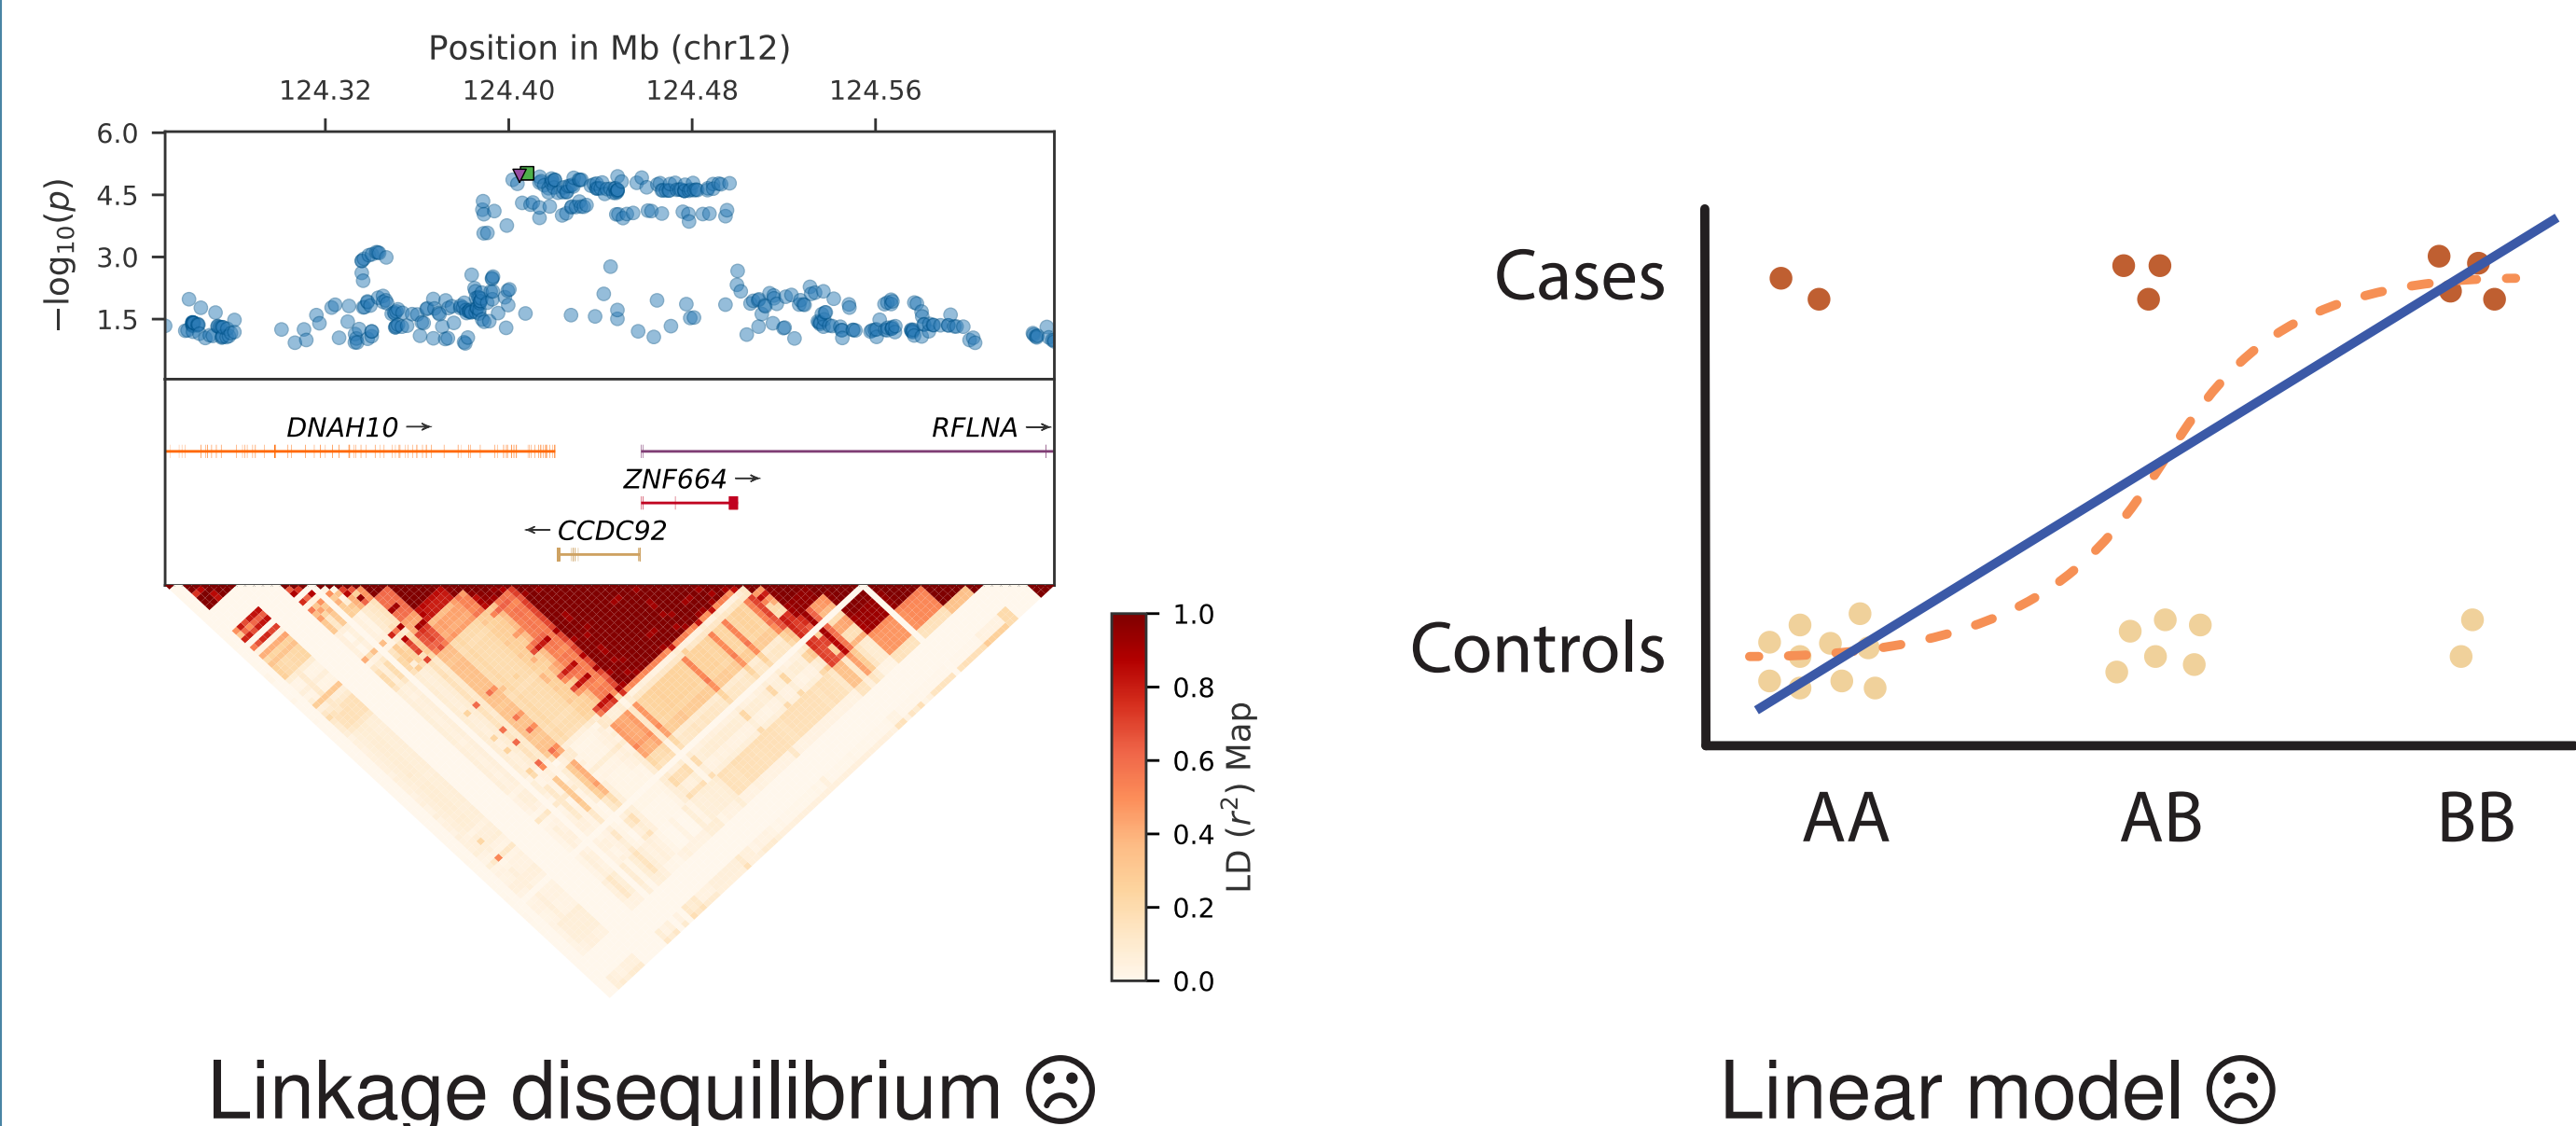 Position in Mb (chr12)
124.32 124.40 124.48 124.56
−log10(p)
6.0
4.5
3.0
1.5
DNAH10 →
RFLNA →
ZNF664 →
← CCDC92
1.0
0.8
0.6
0.4
0.2
0.0
LD (r²) Map
Linkage disequilibrium ☹
Cases
Controls
AA AB BB
Linear model ☹